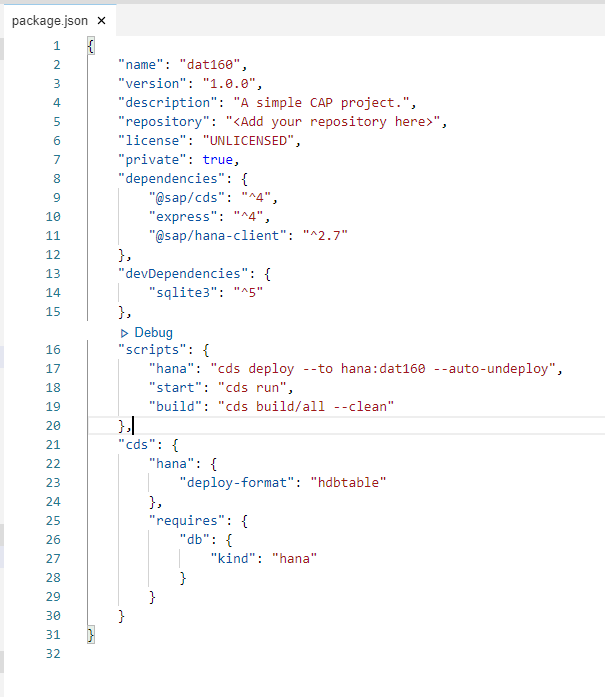 package.json ×
1 {
2 "name": "dat160",
3 "version": "1.0.0",
4 "description": "A simple CAP project.",
5 "repository": "<Add your repository here>",
6 "license": "UNLICENSED",
7 "private": true,
8 "dependencies": {
9 "@sap/cds": "^4",
10 "express": "^4",
11 "@sap/hana-client": "^2.7"
12 },
13 "devDependencies": {
14 "sqlite3": "^5"
15 },
Debug
16 "scripts": {
17 "hana": "cds deploy --to hana:dat160 --auto-undeploy",
18 "start": "cds run",
19 "build": "cds build/all --clean"
20 },
21 "cds": {
22 "hana": {
23 "deploy-format": "hdbtable"
24 },
25 "requires": {
26 "db": {
27 "kind": "hana"
28 }
29 }
30 }
31 }
32